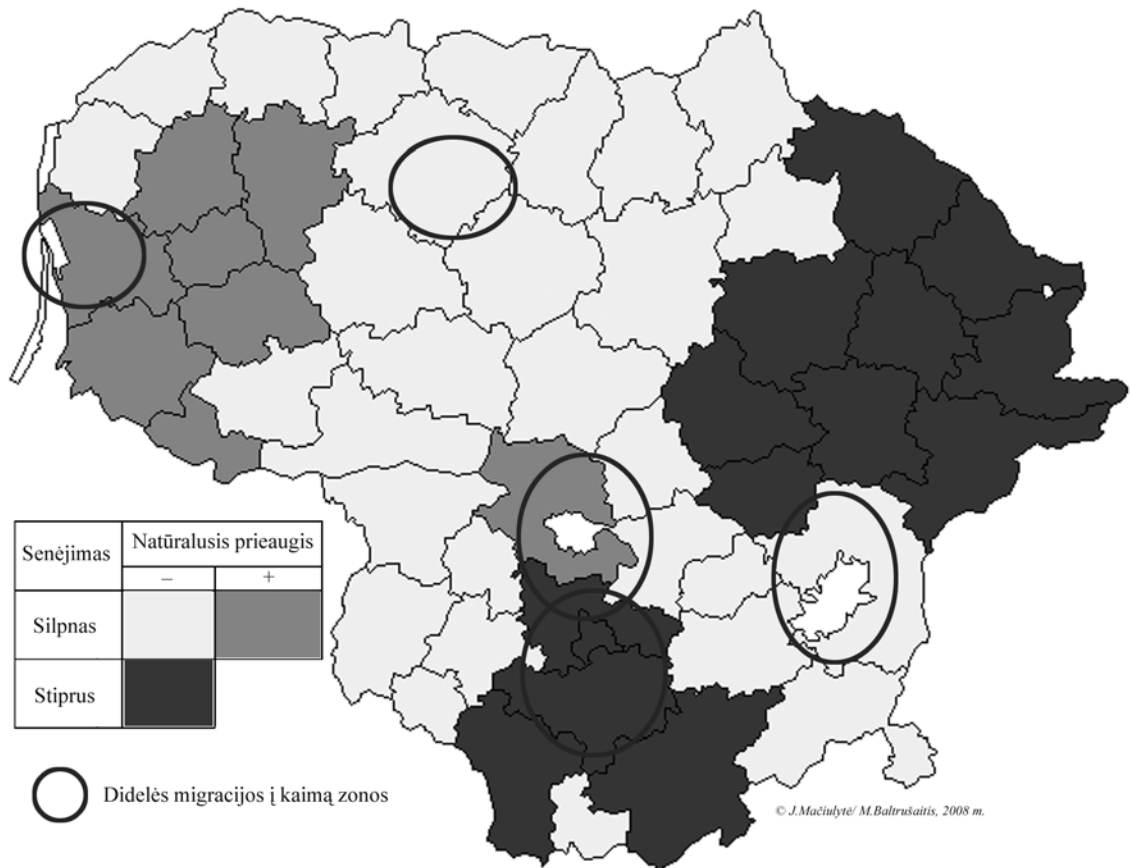 Senėjimas
Natūralusis prieaugis
–
+
Silpnas
Stiprus
Didelės migracijos į kaimą zonos
© J.Mačiulytė/ M.Baltrušaitis, 2008 m.